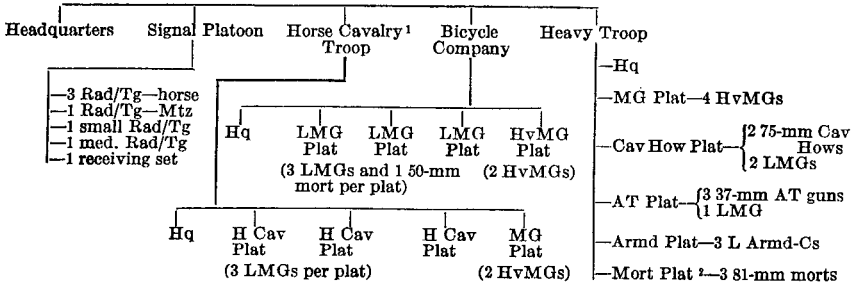 Headquarters
Signal Platoon
Horse Cavalry¹
Troop
Bicycle
Company
Heavy Troop
3 Rad/Tg—horse
1 Rad/Tg—Mtz
1 small Rad/Tg
1 med. Rad/Tg
1 receiving set
Hq
LMG
Plat
LMG
Plat
LMG
Plat
HvMG
Plat
(3 LMGs and 1 50-mm
mort per plat)
(2 HvMGs)
Hq
H Cav
Plat
H Cav
Plat
H Cav
Plat
MG
Plat
(3 LMGs per plat)
(2 HvMGs)
Hq
MG Plat—4 HvMGs
Cav How Plat—{2 75-mm Cav
Hows
2 LMGs
AT Plat—{3 37-mm AT guns
1 LMG
Armd Plat—3 L Armd-Cs
Mort Plat ²—3 81-mm morts